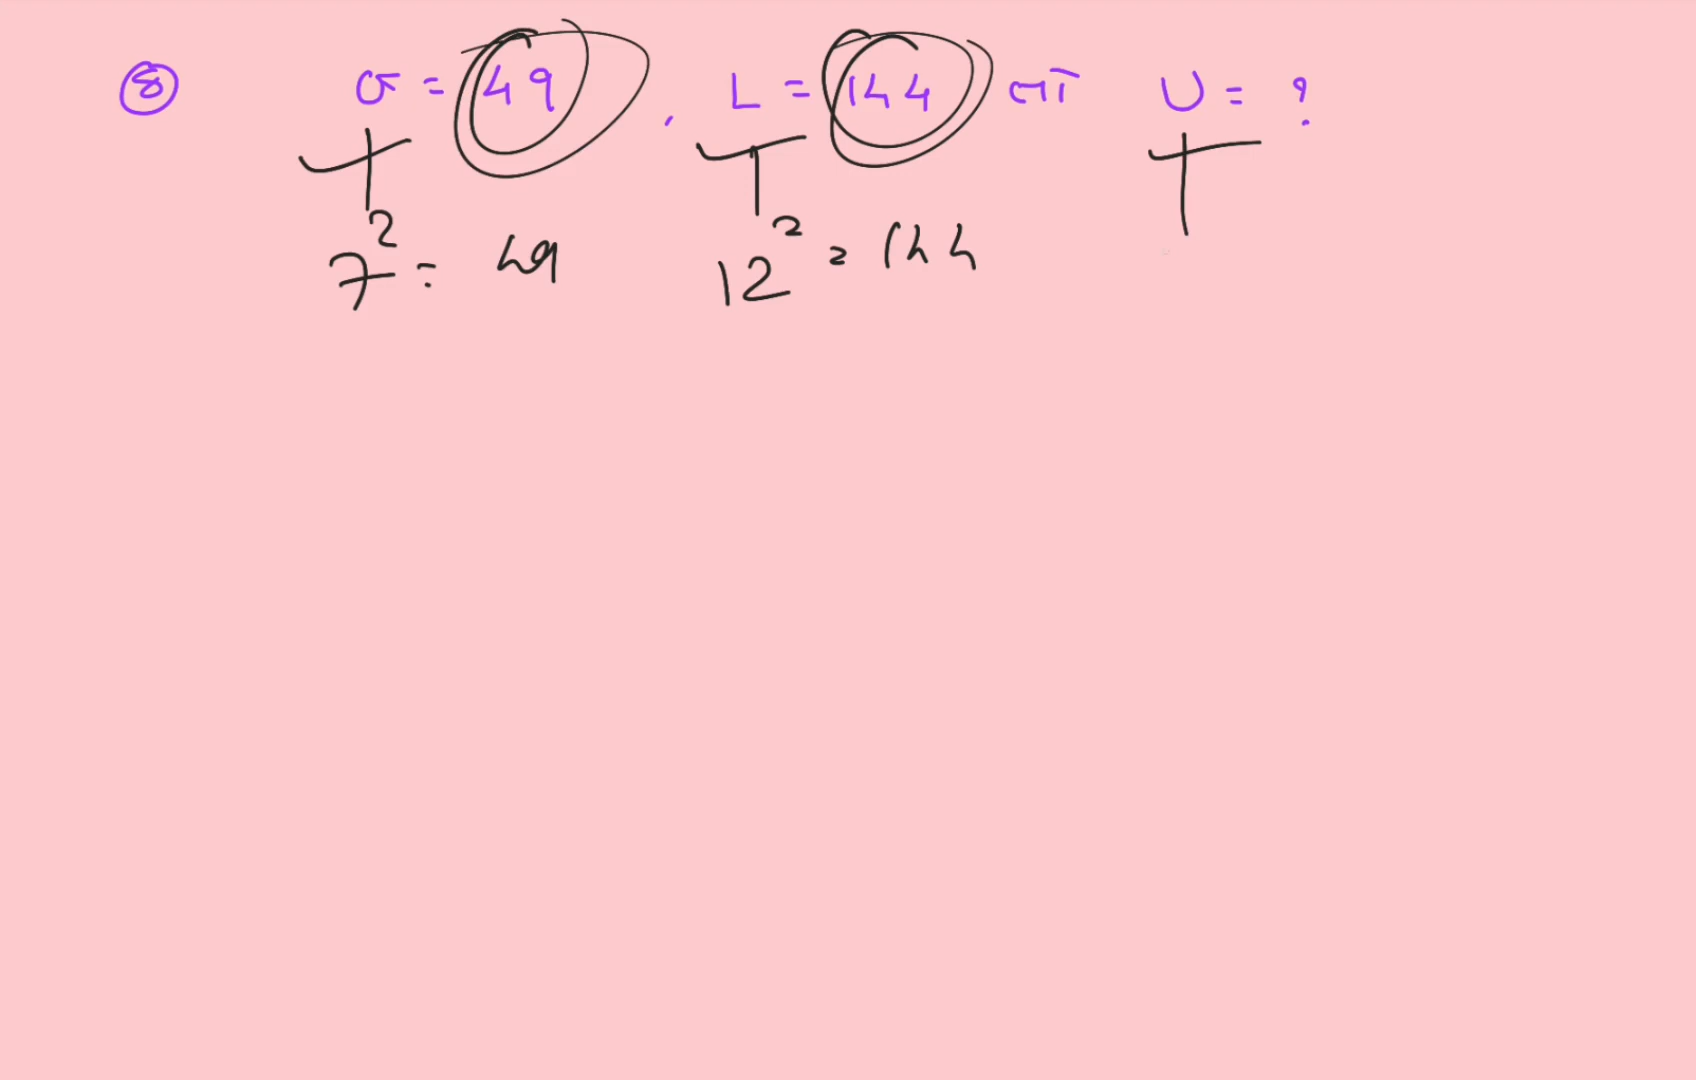 ⑧ G = 49, L = 144 तो U = ?
7² = 49 12² = 144